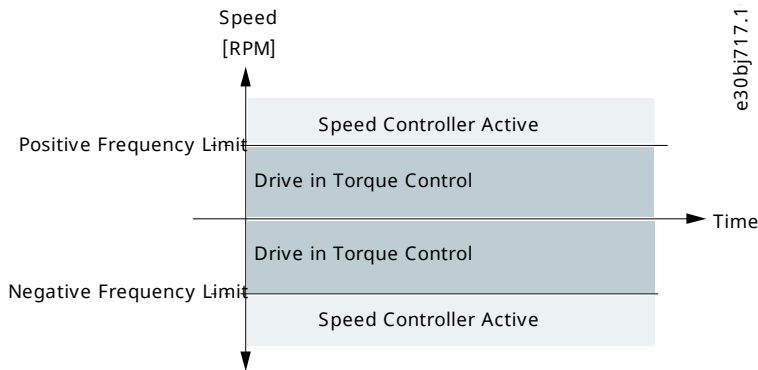 Speed
[RPM]
e30bj717.1
Speed Controller Active
Positive Frequency Limit
Drive in Torque Control
Time
Drive in Torque Control
Negative Frequency Limit
Speed Controller Active